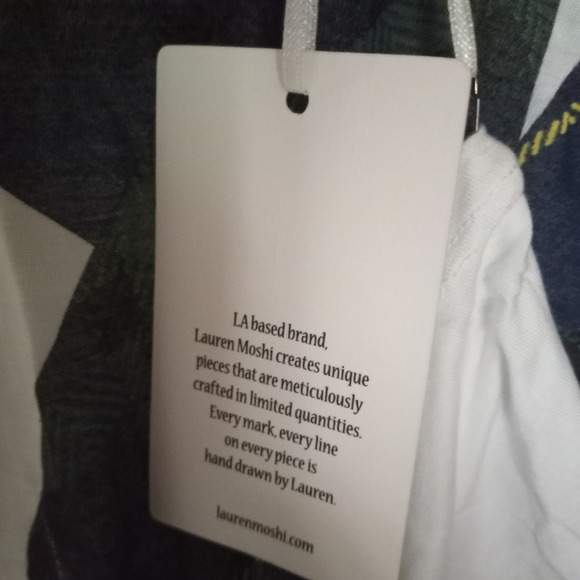 LA based brand,
Lauren Moshi creates unique
pieces that are meticulously
crafted in limited quantities.
Every mark, every line
on every piece is
hand drawn by Lauren.
laurenmoshi.com